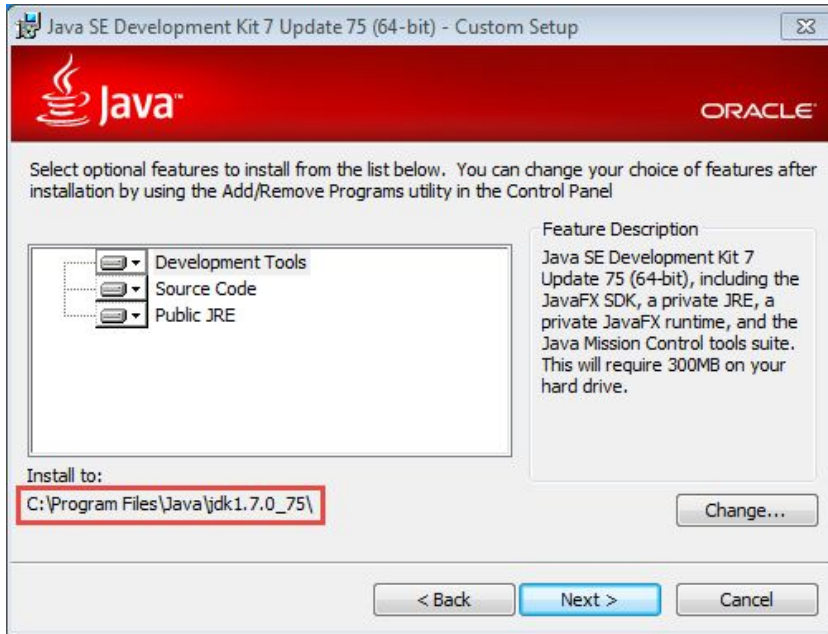 Java SE Development Kit 7 Update 75 (64-bit) - Custom Setup
Java™
ORACLE
Select optional features to install from the list below. You can change your choice of features after
installation by using the Add/Remove Programs utility in the Control Panel
Development Tools
Source Code
Public JRE
Feature Description
Java SE Development Kit 7
Update 75 (64-bit), including the
JavaFX SDK, a private JRE, a
private JavaFX runtime, and the
Java Mission Control tools suite.
This will require 300MB on your
hard drive.
Install to:
C:\Program Files\Java\jdk1.7.0_75\
Change...
< Back
Next >
Cancel